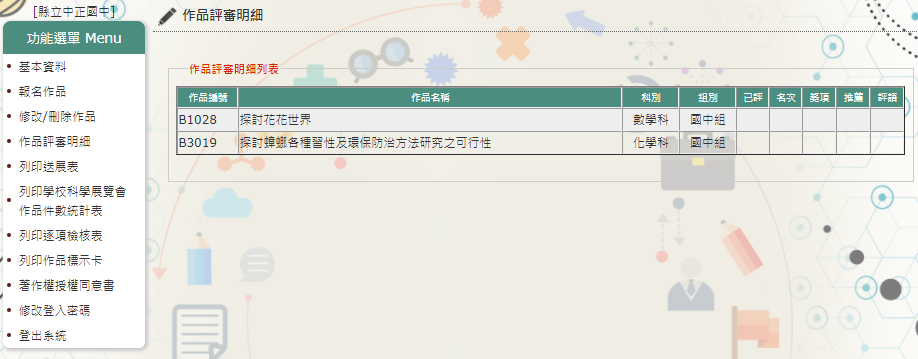 [縣立中正國中]
功能選單 Menu
基本資料
報名作品
修改/刪除作品
作品評審明細
列印送展表
列印學校科學展覽會
作品件數統計表
列印逐項檢核表
列印作品標示卡
著作權授權同意書
修改登入密碼
登出系統
作品評審明細
作品評審明細列表
作品編號 作品名稱 科別 組別 已評 名次 獎項 推薦 評語
B1028 探討花花世界 數學科 國中組
B3019 探討蟑螂各種習性及環保防治方法研究之可行性 化學科 國中組